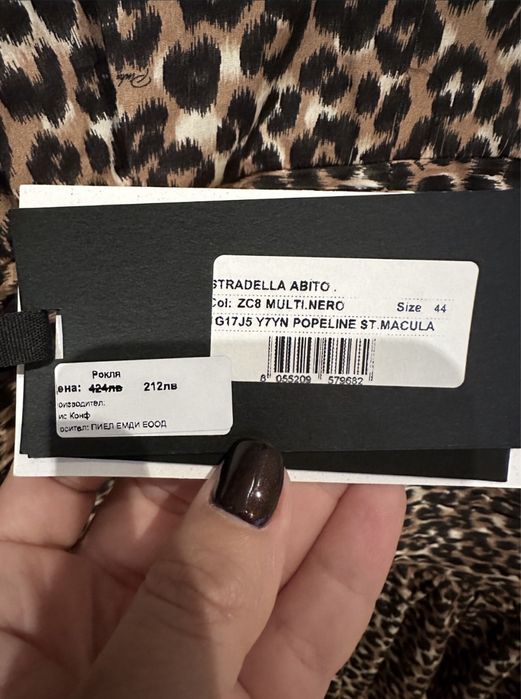 Pinko
STRADELLA ABITO .
Col: ZC8 MULTI.NERO Size 44
G17J5 Y7YN POPELINE ST.MACULA
8 055209 579682
Рокля
ена: 424лв 212лв
оизводител:
ис Конф
осител: ПИЕЛ ЕМДИ ЕООД